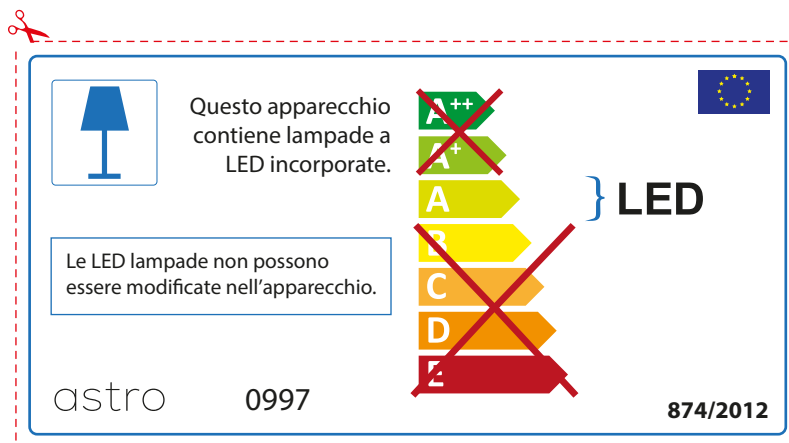 Questo apparecchio
contiene lampade a
LED incorporate.
Le LED lampade non possono
essere modificate nell'apparecchio.
A++
A+
A
B
C
D
E
LED
astro
0997
874/2012